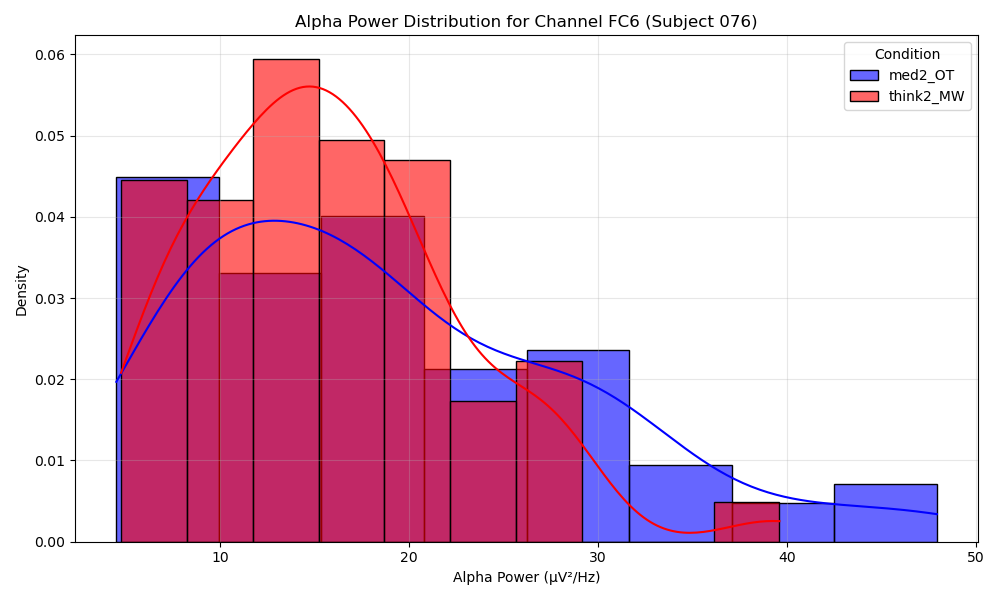 Alpha Power Distribution for Channel FC6 (Subject 076)
Condition
med2_OT
think2_MW
0.06
0.05
0.04
0.03
0.02
0.01
0.00
Density
10
20
30
40
50
Alpha Power (μV²/Hz)